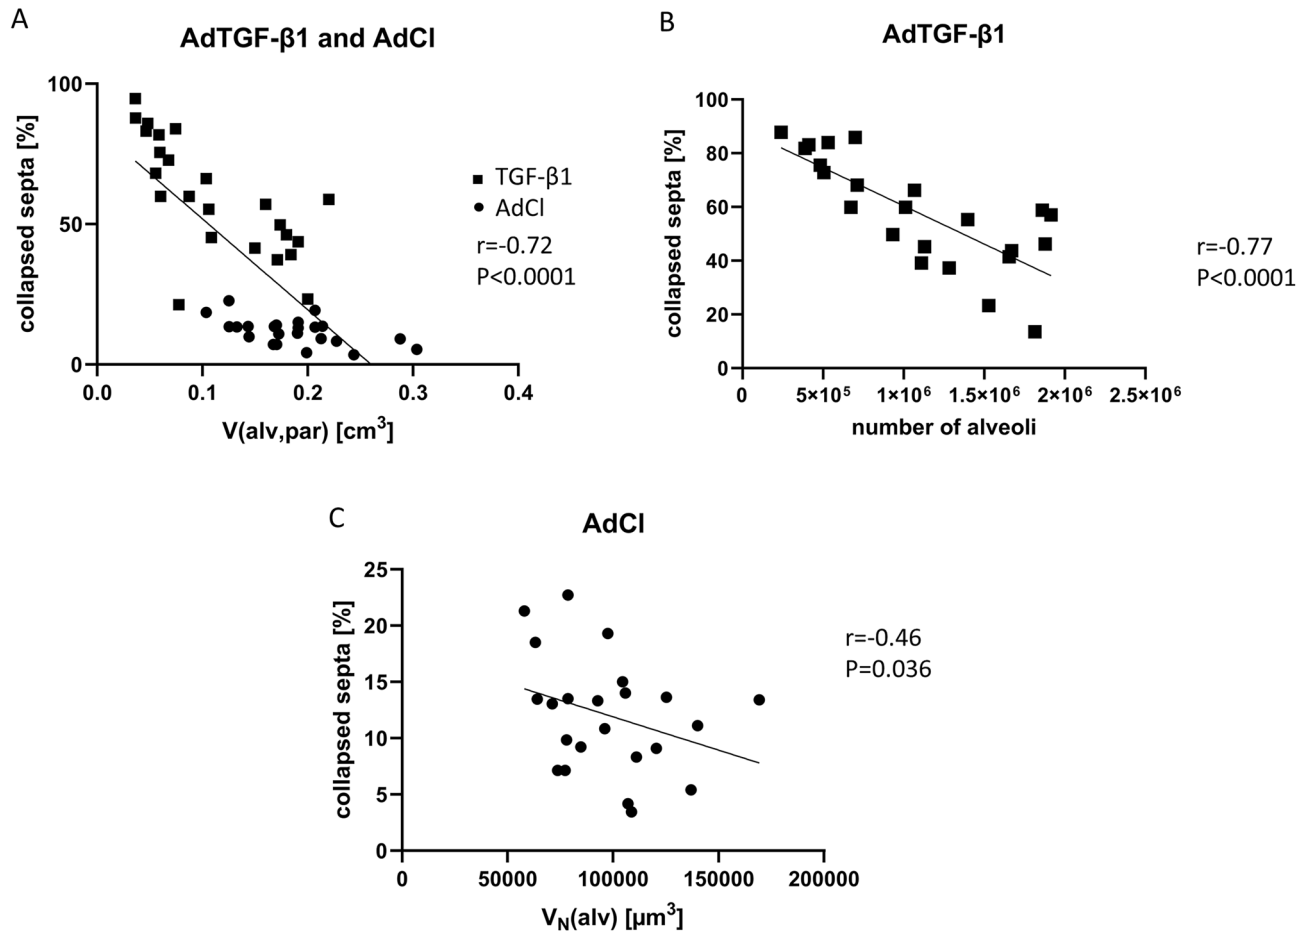 A
AdTGF-β1 and AdCl
100
50
0
collapsed septa [%]
0.0 0.1 0.2 0.3 0.4
V(alv,par) [cm³]
TGF-β1
AdCl
r=-0.72
P<0.0001
B
AdTGF-β1
100
80
60
40
20
0
collapsed septa [%]
0 5×10⁵ 1×10⁶ 1.5×10⁶ 2×10⁶ 2.5×10⁶
number of alveoli
r=-0.77
P<0.0001
C
AdCl
25
20
15
10
5
0
collapsed septa [%]
0 50000 100000 150000 200000
V_N(alv) [µm³]
r=-0.46
P=0.036